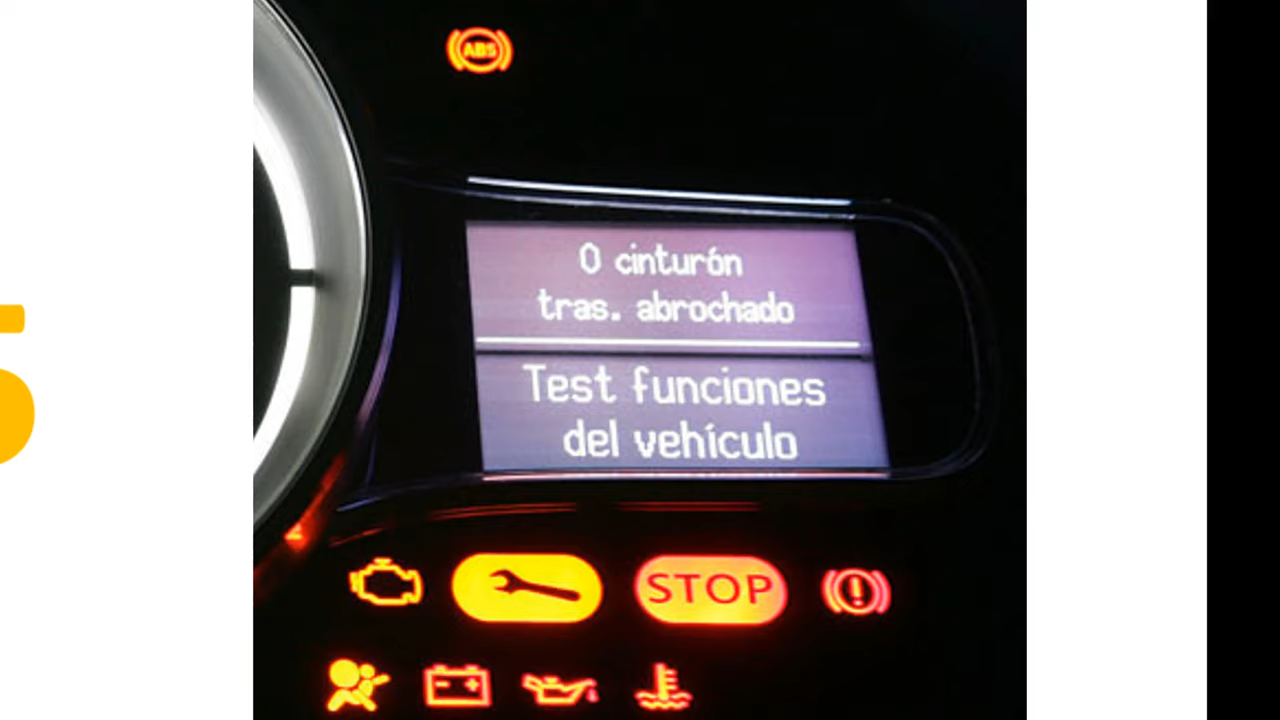 ABS
0 cinturón
tras. abrochado
Test funciones
del vehículo
STOP